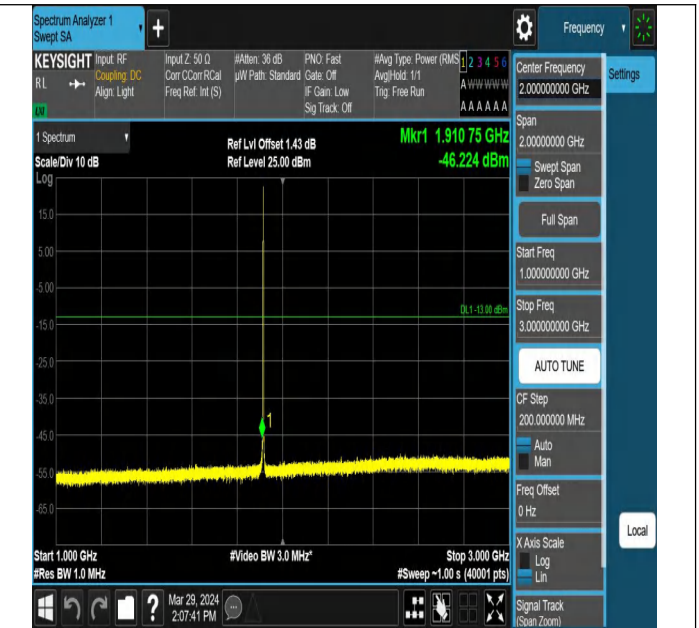 Spectrum Analyzer 1
Swept SA
+
Frequency
KEYSIGHT
RL
LXI
Input: RF
Coupling: DC
Align: Light
Input Z: 50 Ω
Corr CCorr RCal
Freq Ref: Int (S)
#Atten: 36 dB
µW Path: Standard
PNO: Fast
Gate: Off
IF Gain: Low
Sig Track: Off
#Avg Type: Power (RMS
Avg|Hold: 1/1
Trig: Free Run
1 2 3 4 5 6
A W W W W W
A A A A A A
1 Spectrum
Scale/Div 10 dB
Log
Ref Lvl Offset 1.43 dB
Ref Level 25.00 dBm
Mkr1 1.910 75 GHz
-46.224 dBm
15.0
5.00
-5.00
DL1 -13.00 dBm
-15.0
-25.0
-35.0
1
-45.0
-55.0
-65.0
Start 1.000 GHz
#Res BW 1.0 MHz
#Video BW 3.0 MHz*
Stop 3.000 GHz
#Sweep ~1.00 s (40001 pts)
?
Mar 29, 2024
2:07:41 PM
Center Frequency
2.000000000 GHz
Settings
Span
2.00000000 GHz
Swept Span
Zero Span
Full Span
Start Freq
1.000000000 GHz
Stop Freq
3.000000000 GHz
AUTO TUNE
CF Step
200.000000 MHz
Auto
Man
Freq Offset
0 Hz
Local
X Axis Scale
Log
Lin
Signal Track
(Span Zoom)